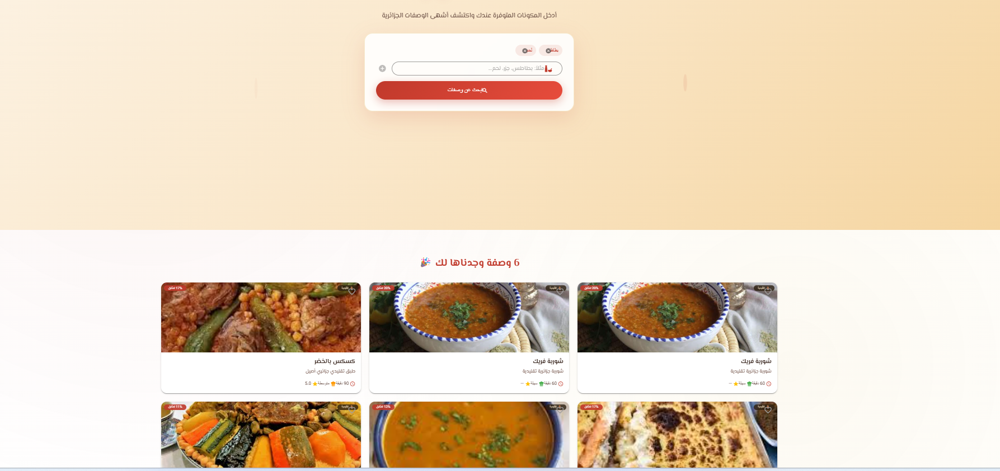 أدخل المكونات المتوفرة عندك واكتشف أشهى الوصفات الجزائرية
بطاطا لحم
مثلاً: بطاطس، جزر، لحم...
ابحث عن وصفات
6 وصفة وجدناها لك 🎉
تقليدية 20% تطابق
شوربة فريك
شوربة جزائرية تقليدية
60 دقيقة سهلة —
تقليدية 20% تطابق
شوربة فريك
شوربة جزائرية تقليدية
60 دقيقة سهلة —
تقليدية 17% تطابق
كسكس بالخضر
طبق تقليدي جزائري أصيل
90 دقيقة متوسطة 5.0
تقليدية 17% تطابق
تقليدية 12% تطابق
تقليدية 11% تطابق